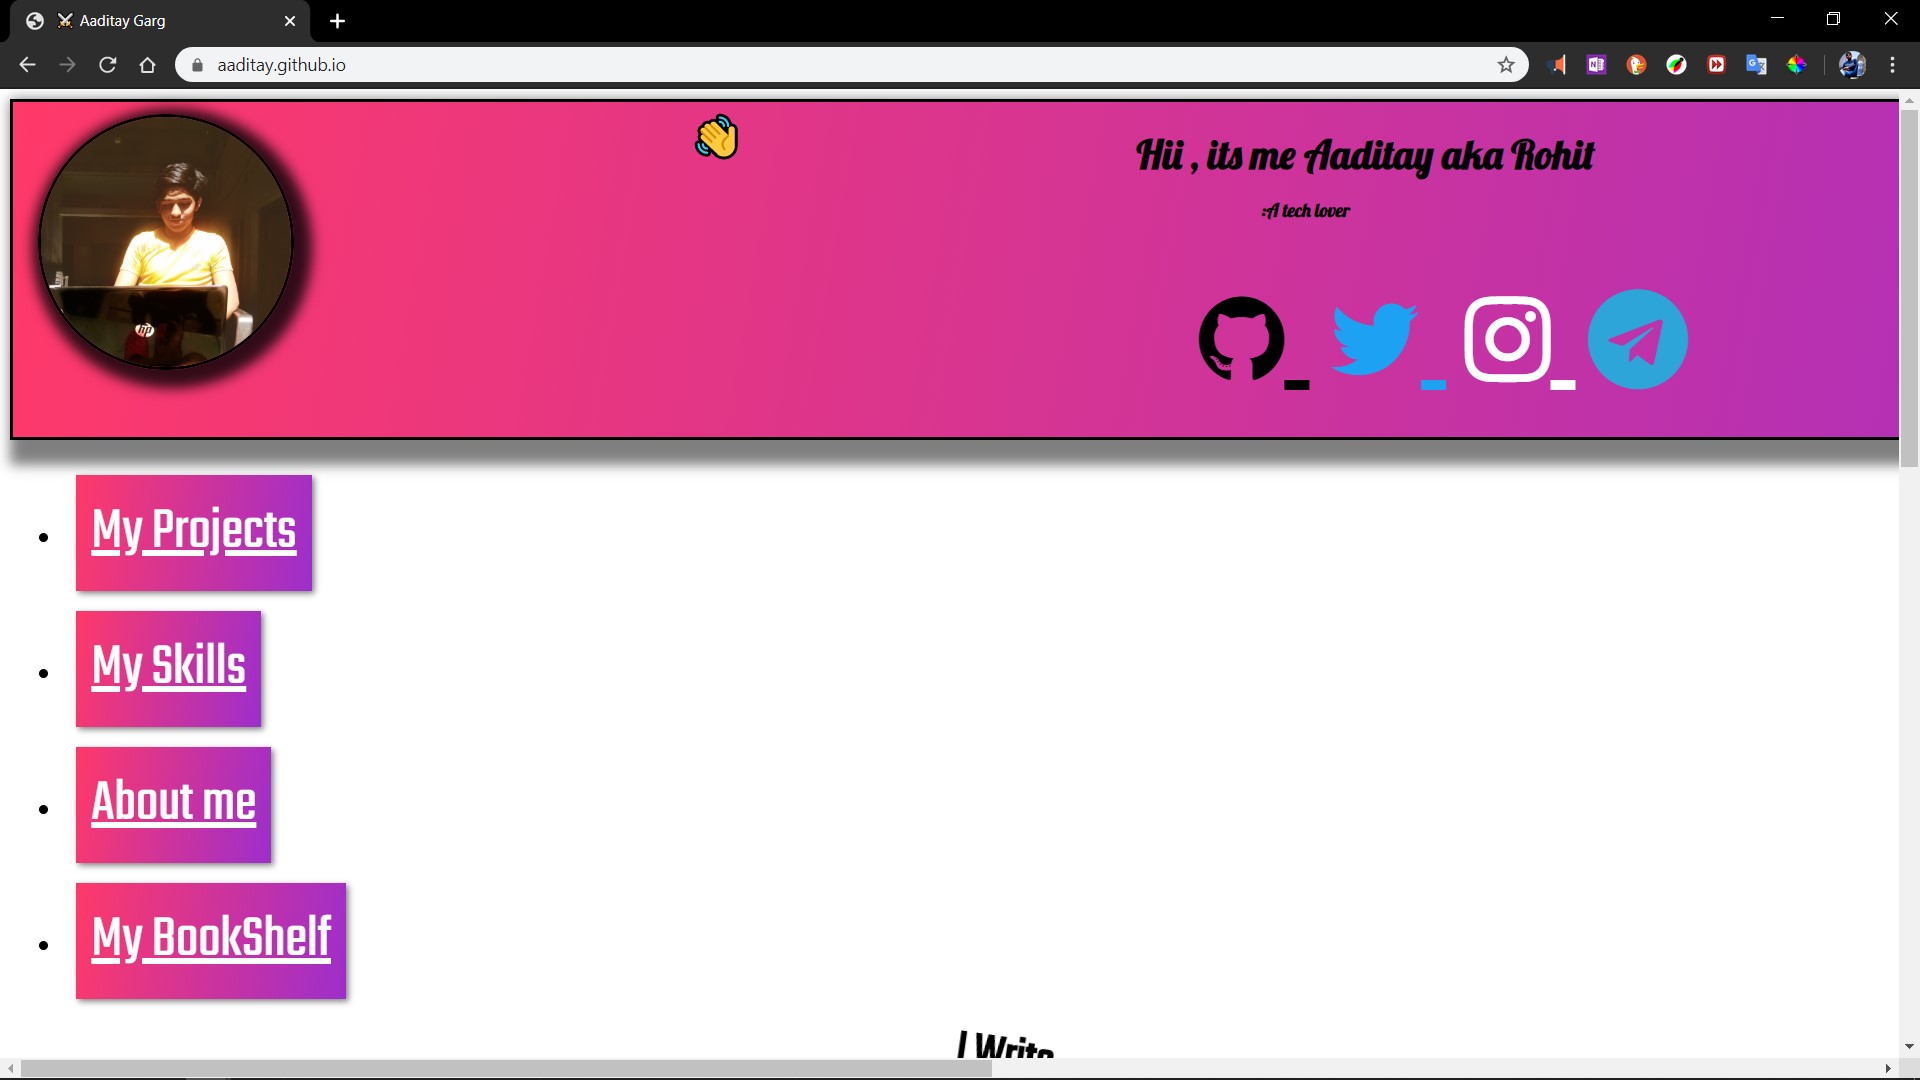 Aaditay Garg
aaditay.github.io
Hii , its me Aaditay aka Rohit
:A tech lover
hp
My Projects
My Skills
About me
My BookShelf
I Write